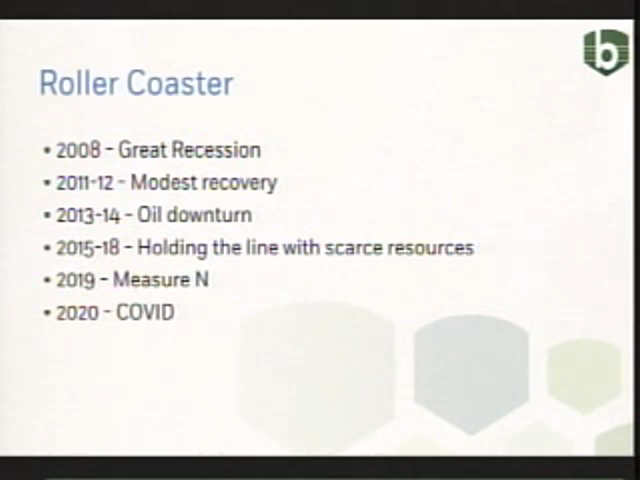 b
Roller Coaster
• 2008 - Great Recession
• 2011-12 - Modest recovery
• 2013-14 - Oil downturn
• 2015-18 - Holding the line with scarce resources
• 2019 - Measure N
• 2020 - COVID